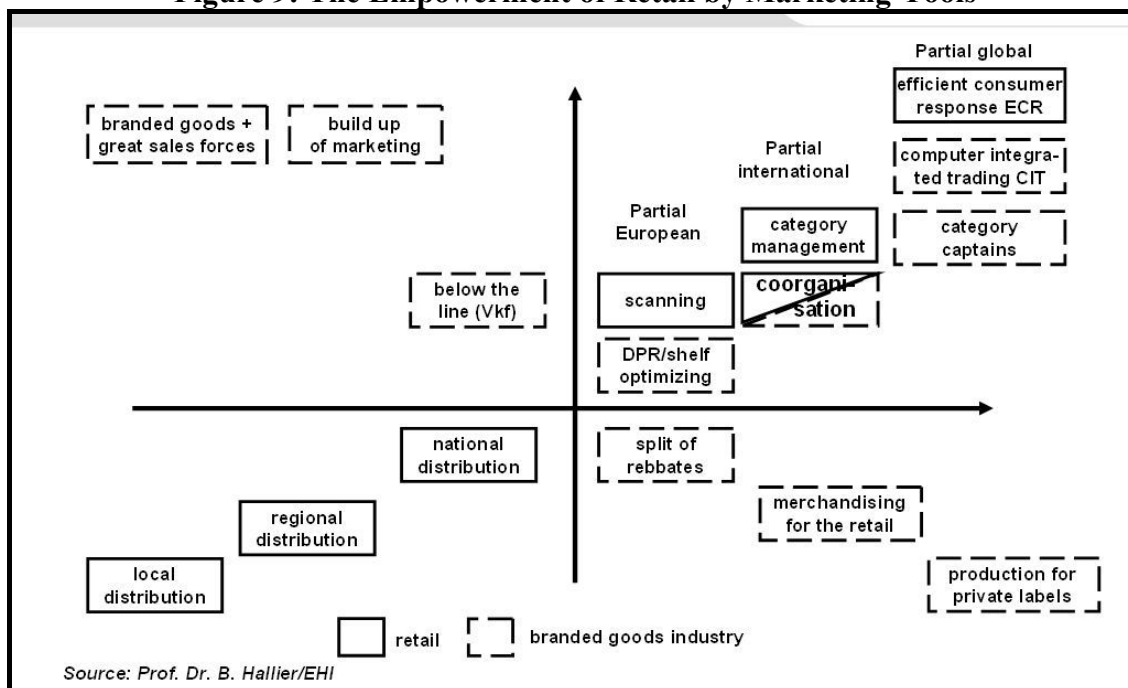 Figure 9: The Empowerment of Retail by Marketing Tools
Partial global
efficient consumer
response ECR
branded goods +
great sales forces
build up
of marketing
Partial
international
computer integra-
ted trading CIT
Partial
European
category
management
category
captains
below the
line (Vkf)
scanning
coorgani-
sation
DPR/shelf
optimizing
national
distribution
split of
rebbates
regional
distribution
merchandising
for the retail
local
distribution
production for
private labels
retail
branded goods industry
Source: Prof. Dr. B. Hallier/EHI